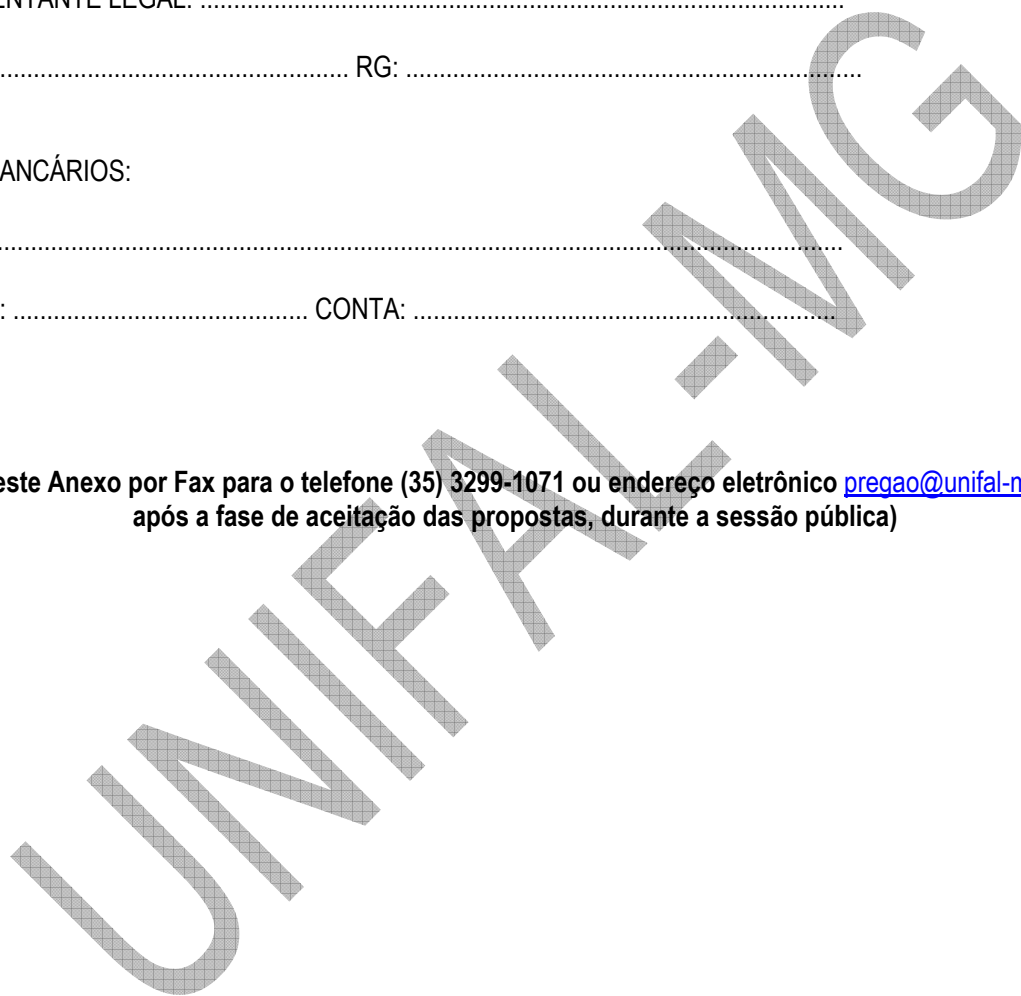 ENTANTE LEGAL: ................................................................................................
.................................................... RG: ....................................................................
ANCÁRIOS:
................................................................................................................................
: ............................................ CONTA: ...............................................................
este Anexo por Fax para o telefone (35) 3299-1071 ou endereço eletrônico pregao@unifal-m
após a fase de aceitação das propostas, durante a sessão pública)
UNIFAL-MG